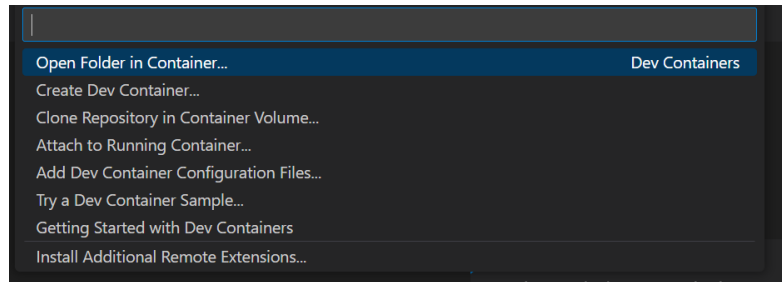 Open Folder in Container... Dev Containers
Create Dev Container...
Clone Repository in Container Volume...
Attach to Running Container...
Add Dev Container Configuration Files...
Try a Dev Container Sample...
Getting Started with Dev Containers
Install Additional Remote Extensions...